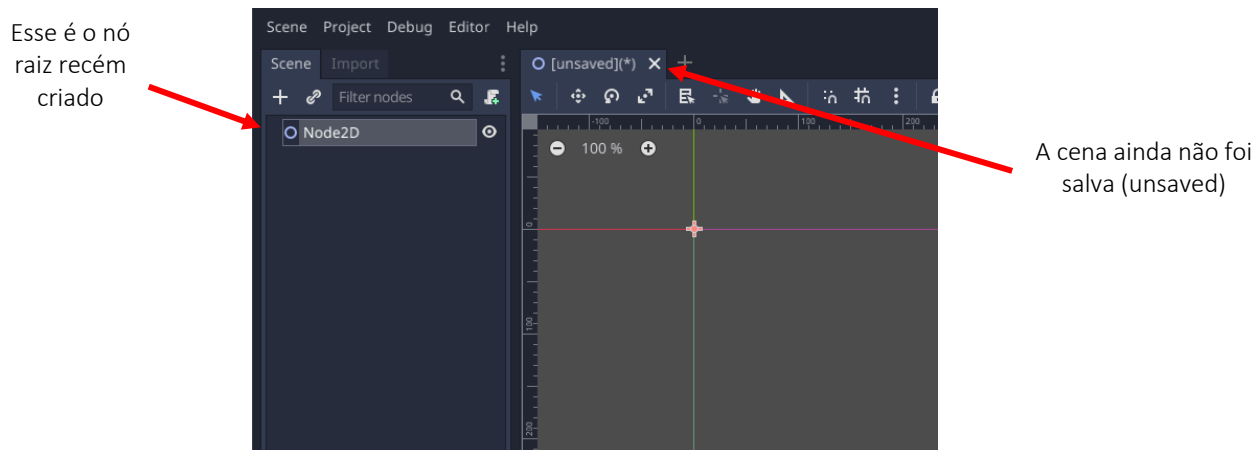 Esse é o nó
raiz recém
criado
Scene Project Debug Editor Help
Scene Import
[unsaved](*)
Filter nodes
Node2D
-100 0 100 200
100 %
0
100
200
A cena ainda não foi
salva (unsaved)